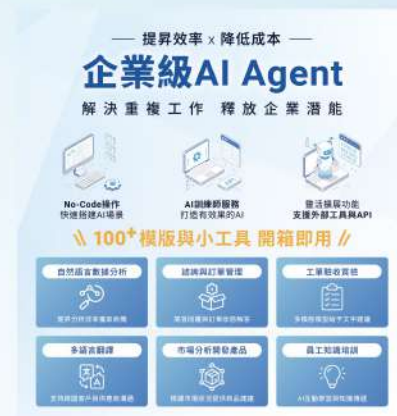 提昇效率 x 降低成本
企業級AI Agent
解決重複工作 釋放企業潛能
No-Code操作
快速搭建AI場景
AI訓練師服務
打造有效果的AI
靈活擴展功能
支援外部工具與API
100+模版與小工具 開箱即用
自然語言數據分析
諮詢與訂單管理
工單驗收質檢
多語言翻譯
市場分析開發產品
員工知識培訓